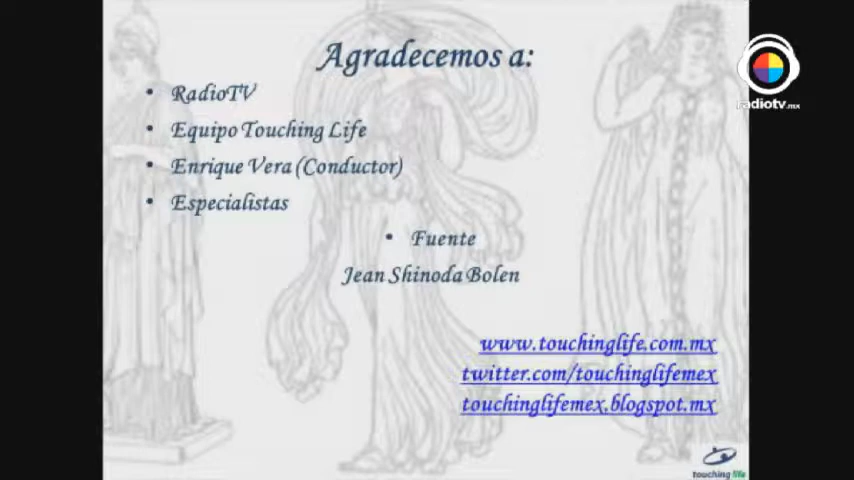 Agradecemos a:
• RadioTV
• Equipo Touching Life
• Enrique Vera (Conductor)
• Especialistas
• Fuente
Jean Shinoda Bolen
www.touchinglife.com.mx
twitter.com/touchinglifemex
touchinglifemex.blogspot.mx
radiotv.mx
touching life